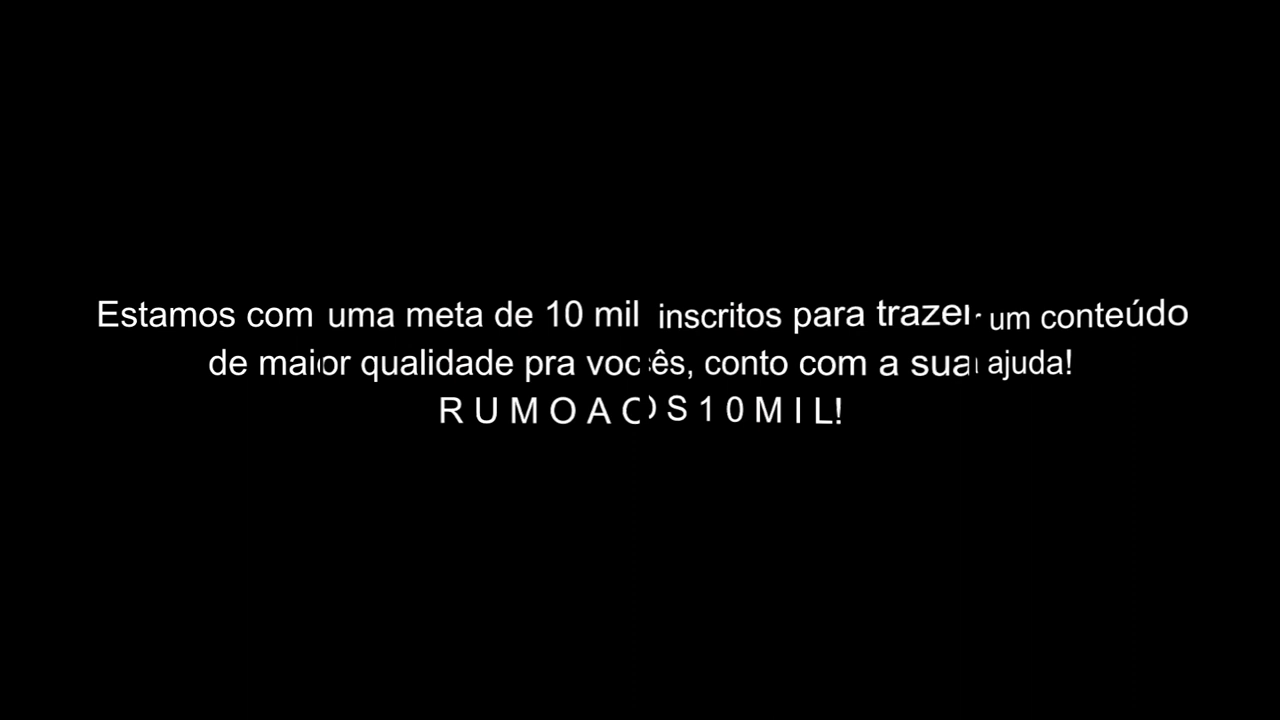 Estamos com uma meta de 10 mil inscritos para trazer um conteúdo
de maior qualidade pra vocês, conto com a sua ajuda!
R U M O A O S 1 0 M I L!